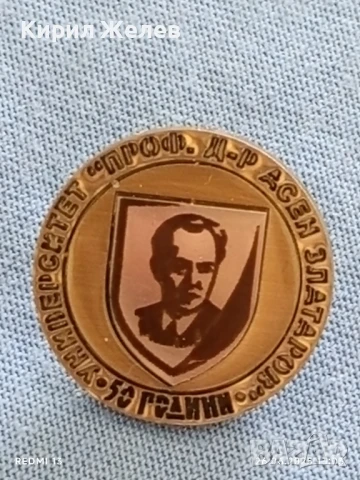 Кирил Желев
УНИВЕРСИТЕТ "ПРОФ. Д-Р АСЕН ЗЛАТАРОВ"
· 50 ГОДИНИ ·
REDMI 13